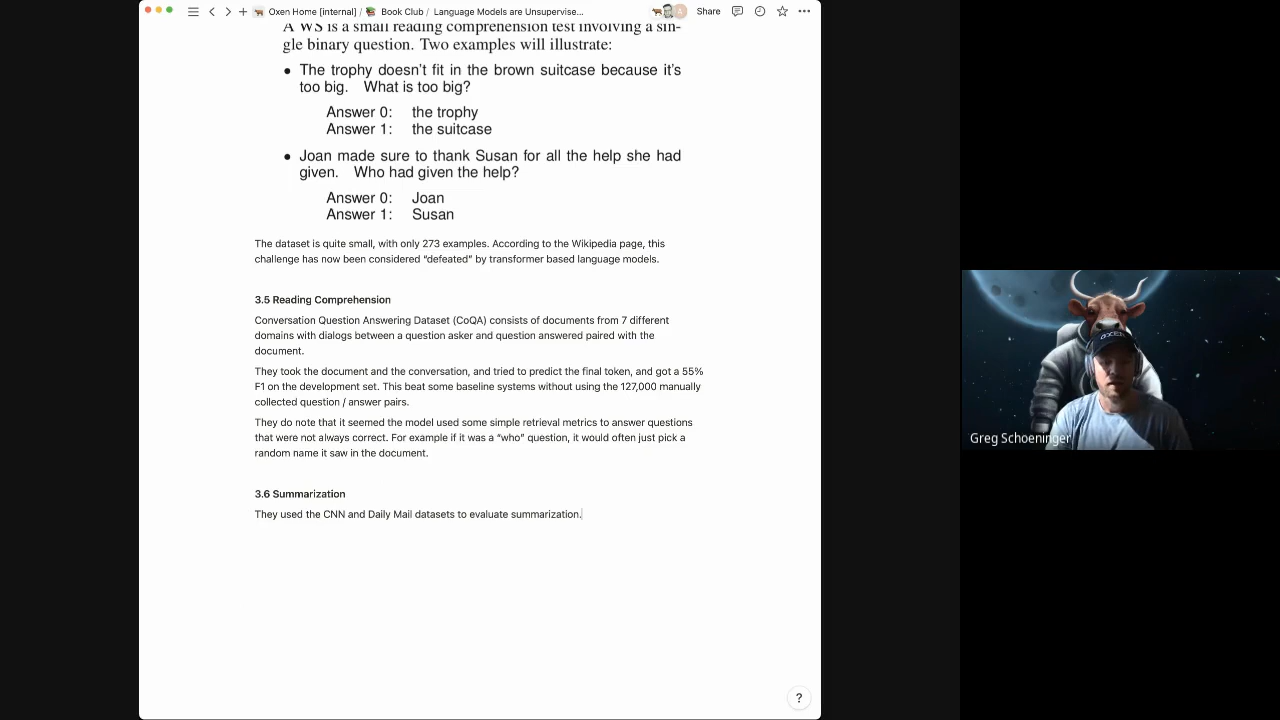 Oxen Home [internal] / Book Club / Language Models are Unsupervise... Share
A WS is a small reading comprehension test involving a sin-
gle binary question. Two examples will illustrate:
• The trophy doesn't fit in the brown suitcase because it's
too big. What is too big?
Answer 0: the trophy
Answer 1: the suitcase
• Joan made sure to thank Susan for all the help she had
given. Who had given the help?
Answer 0: Joan
Answer 1: Susan
The dataset is quite small, with only 273 examples. According to the Wikipedia page, this
challenge has now been considered “defeated” by transformer based language models.
3.5 Reading Comprehension
Conversation Question Answering Dataset (CoQA) consists of documents from 7 different
domains with dialogs between a question asker and question answered paired with the
document.
They took the document and the conversation, and tried to predict the final token, and got a 55%
F1 on the development set. This beat some baseline systems without using the 127,000 manually
collected question / answer pairs.
They do note that it seemed the model used some simple retrieval metrics to answer questions
that were not always correct. For example if it was a “who” question, it would often just pick a
random name it saw in the document.
3.6 Summarization
They used the CNN and Daily Mail datasets to evaluate summarization.
?
OXEN
Greg Schoeninger